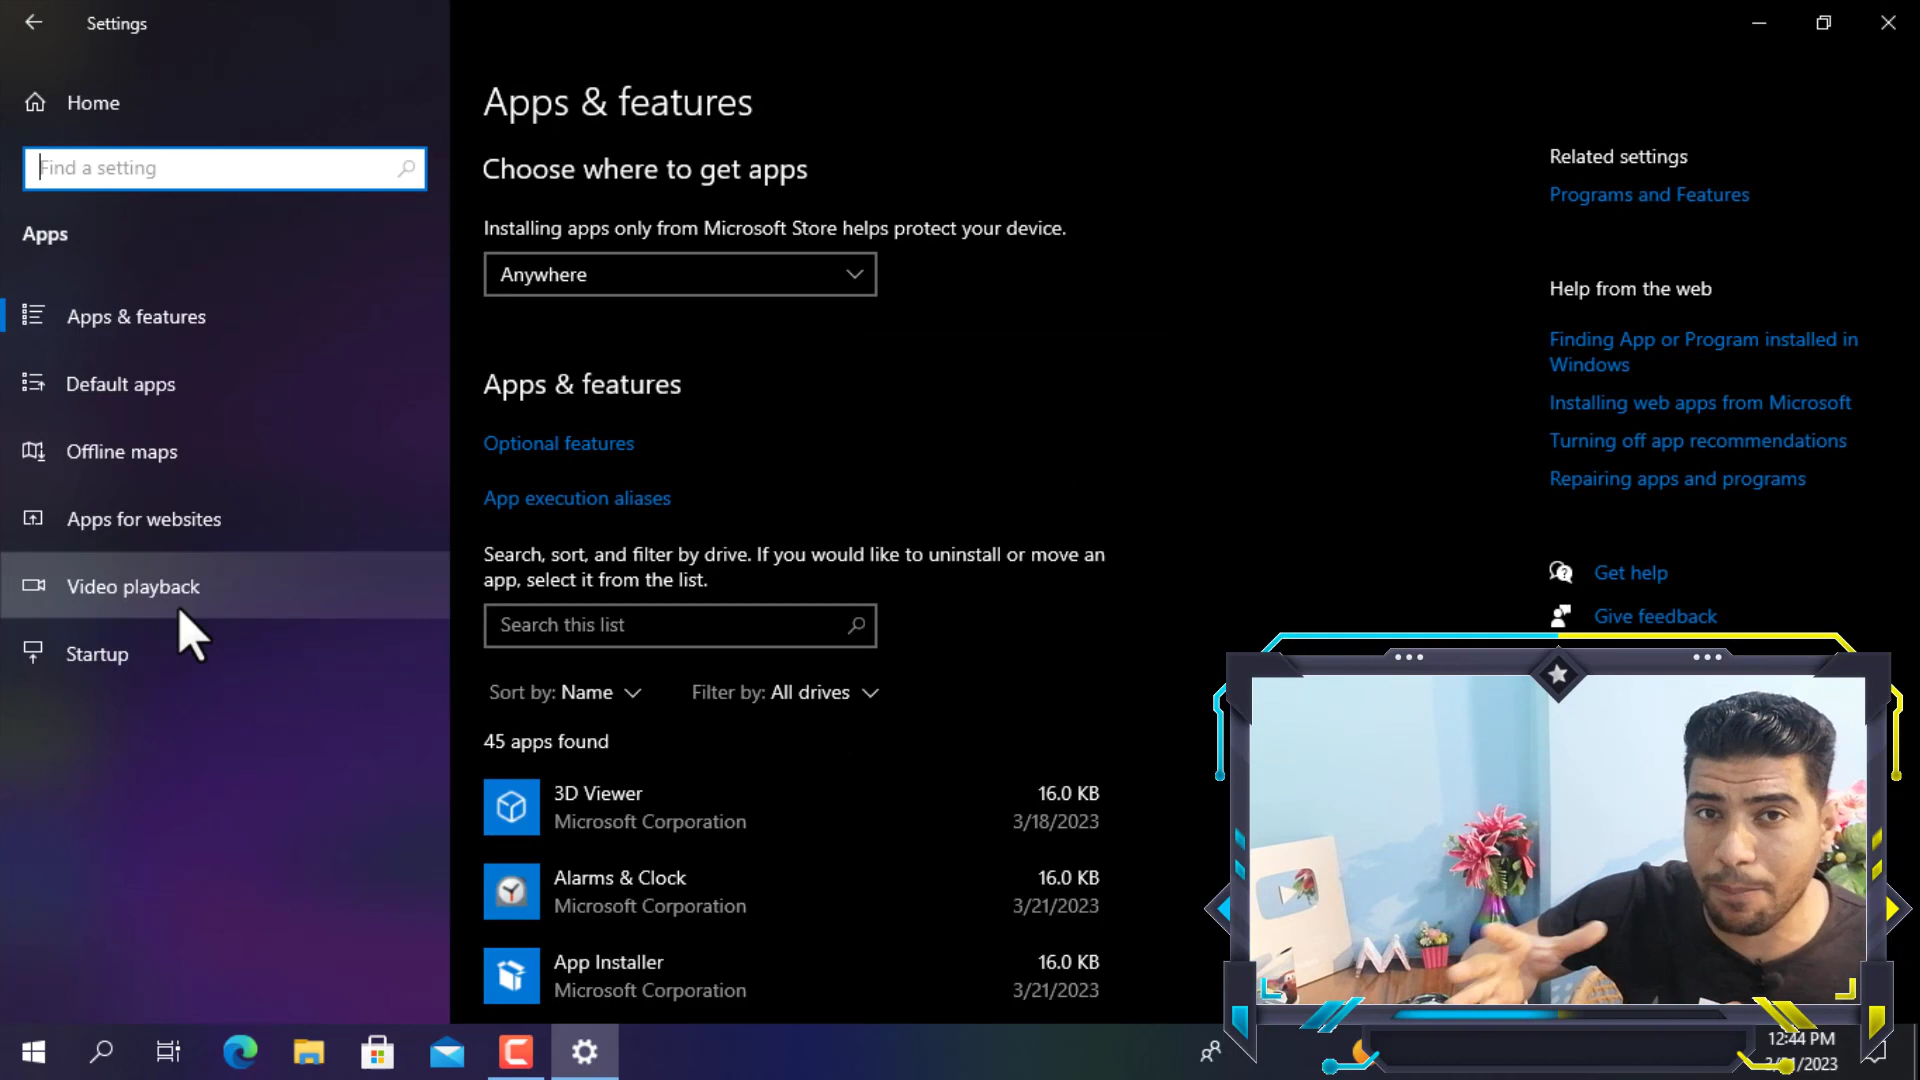 Settings
Home
Find a setting
Apps
Apps & features
Default apps
Offline maps
Apps for websites
Video playback
Startup
Apps & features
Choose where to get apps
Installing apps only from Microsoft Store helps protect your device.
Anywhere
Apps & features
Optional features
App execution aliases
Search, sort, and filter by drive. If you would like to uninstall or move an
app, select it from the list.
Search this list
Sort by: Name
Filter by: All drives
45 apps found
3D Viewer
16.0 KB
Microsoft Corporation
3/18/2023
Alarms & Clock
16.0 KB
Microsoft Corporation
3/21/2023
App Installer
16.0 KB
Microsoft Corporation
3/21/2023
Related settings
Programs and Features
Help from the web
Finding App or Program installed in
Windows
Installing web apps from Microsoft
Turning off app recommendations
Repairing apps and programs
Get help
Give feedback
12:44 PM
/2023